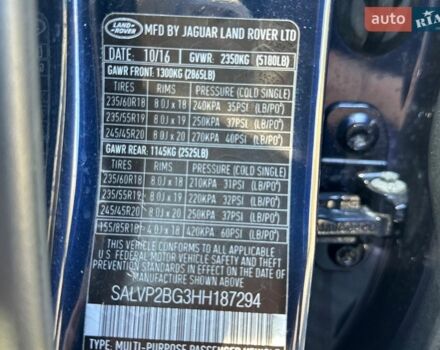 auto RIA
LAND ROVER
MFD BY JAGUAR LAND ROVER LTD
DATE: 10/16 GVWR: 2350KG (5180LB)
GAWR FRONT: 1300KG (2865LB)
TIRES RIMS PRESSURE (COLD SINGLE)
235/60R18 8.0J x 18 240KPA 35PSI (LB/PO²)
235/55R19 8.0J x 19 250KPA 37PSI (LB/PO²)
245/45R20 8.0J x 20 270KPA 40PSI (LB/PO²)
GAWR REAR: 1145KG (2525LB)
TIRES RIMS PRESSURE (COLD SINGLE)
235/60R18 8.0J x 18 210KPA 31PSI (LB/PO²)
235/55R19 8.0J x 19 220KPA 32PSI (LB/PO²)
245/45R20 8.0J x 20 250KPA 37PSI (LB/PO²)
155/85R18 4.0J x 18 420KPA 60PSI (LB/PO²)
THIS VEHICLE CONFORMS TO ALL APPLICABLE
U.S FEDERAL MOTOR VEHICLE SAFETY AND
THEFT PREVENTION STANDARDS IN EFFECT ON
THE DATE OF MANUFACTURE SHOWN ABOVE.
SALVP2BG3HH187294
TYPE: MULTI-PURPOSE PASSENGER